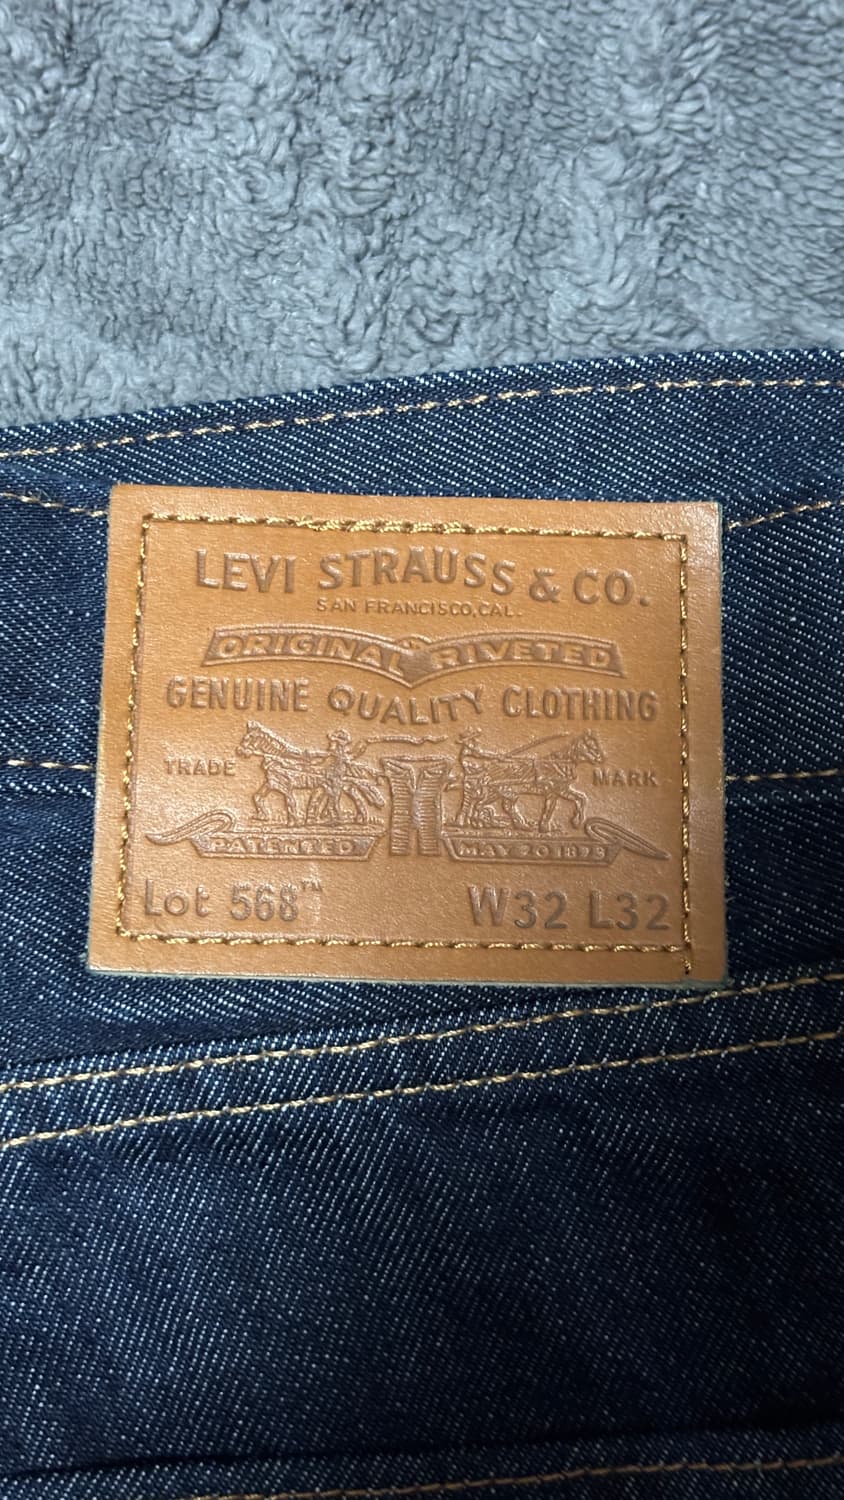 LEVI STRAUSS & CO.
SAN FRANCISCO, CAL.
ORIGINAL RIVETED
GENUINE QUALITY CLOTHING
TRADE MARK
PATENTED MAY 20 1873
Lot 568™ W32 L32